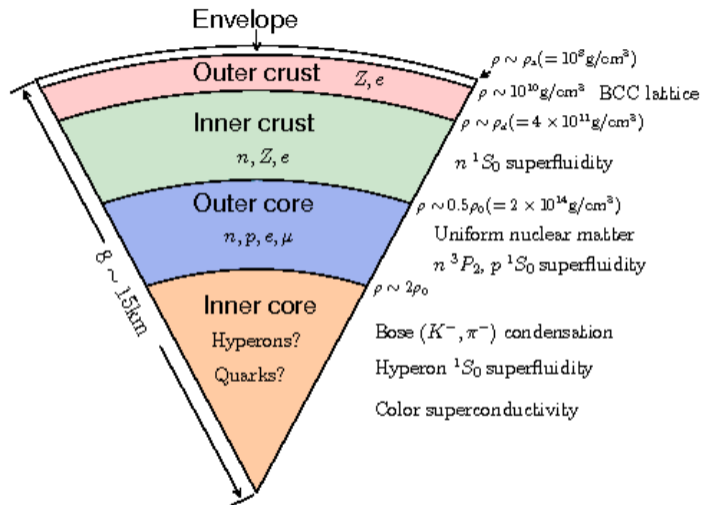 Envelope
Outer crust
Z, e
ρ ~ ρₛ(= 10⁸g/cm³)
ρ ~ 10¹⁰g/cm³ BCC lattice
Inner crust
n, Z, e
ρ ~ ρ_d(= 4 × 10¹¹g/cm³)
n ¹S₀ superfluidity
Outer core
n, p, e, μ
ρ ~ 0.5ρ₀(= 2 × 10¹⁴g/cm³)
Uniform nuclear matter
n ³P₂, p ¹S₀ superfluidity
ρ ~ 2ρ₀
8 ~ 15km
Inner core
Hyperons?
Quarks?
Bose (K⁻, π⁻) condensation
Hyperon ¹S₀ superfluidity
Color superconductivity